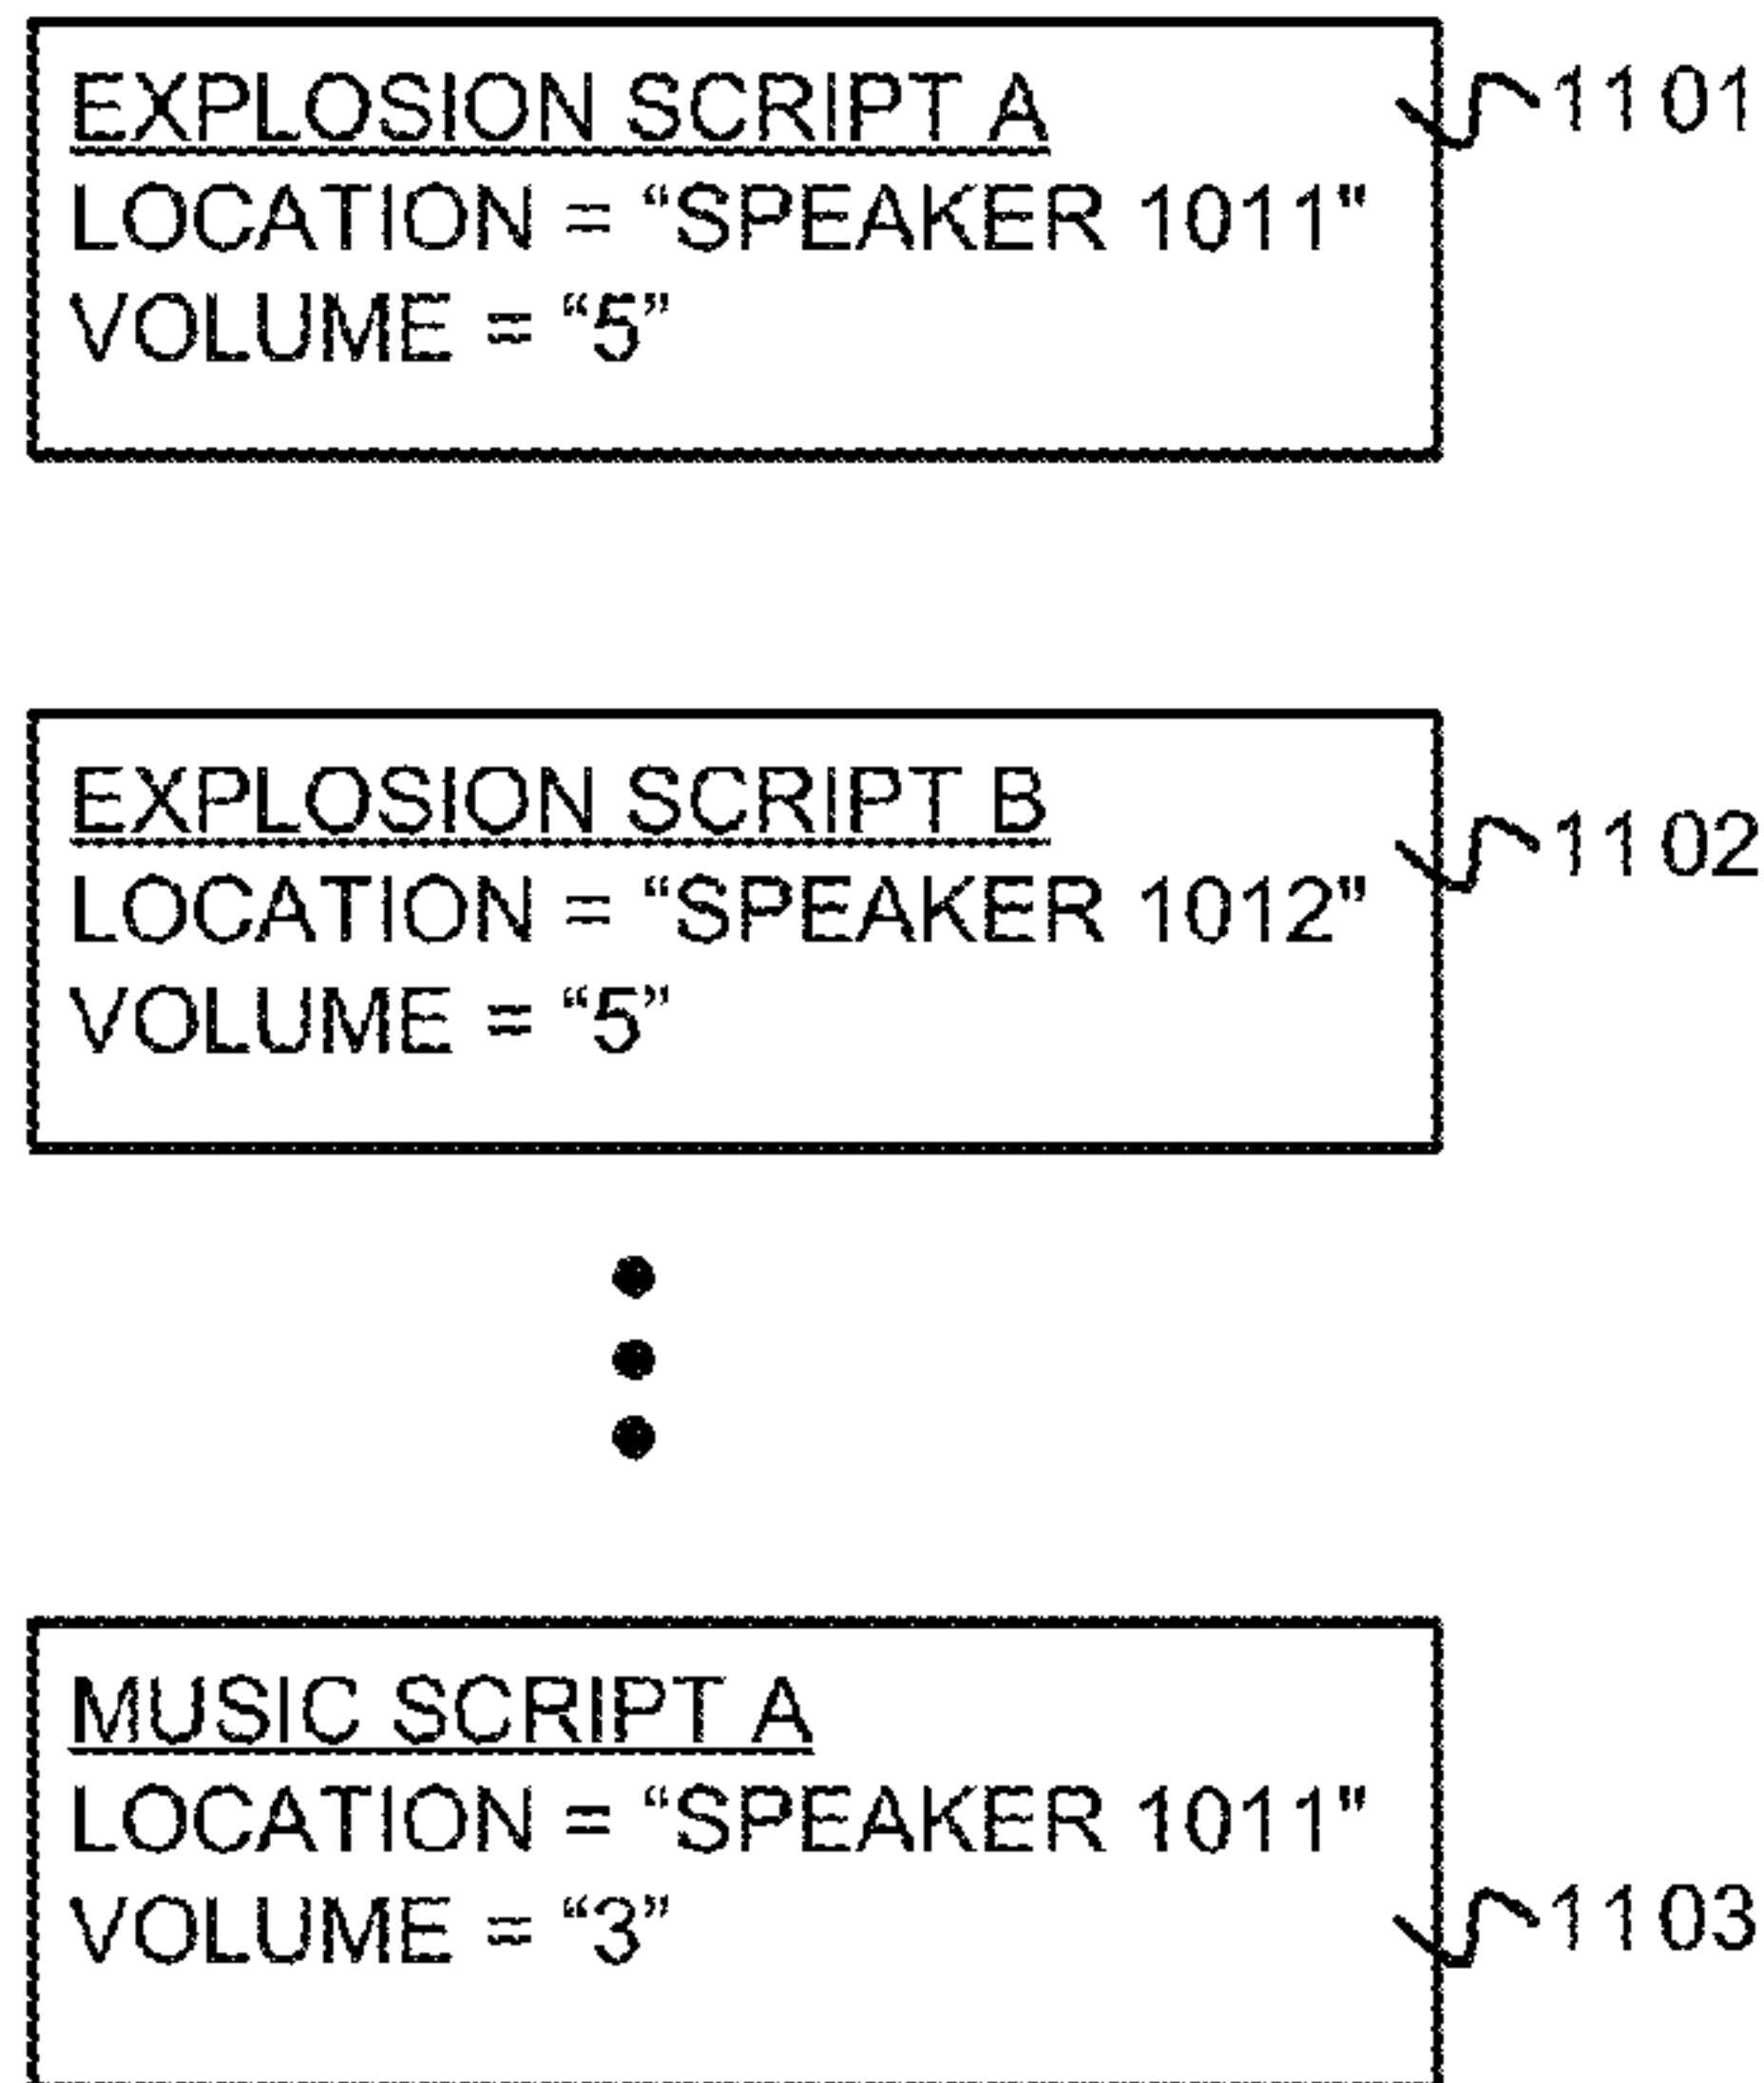 EXPLOSION SCRIPT A
1101
LOCATION = “SPEAKER 1011"
VOLUME = “5”
EXPLOSION SCRIPT B
1102
LOCATION = “SPEAKER 1012"
VOLUME = “5”
MUSIC SCRIPT A
LOCATION = “SPEAKER 1011"
VOLUME = “3”
1103